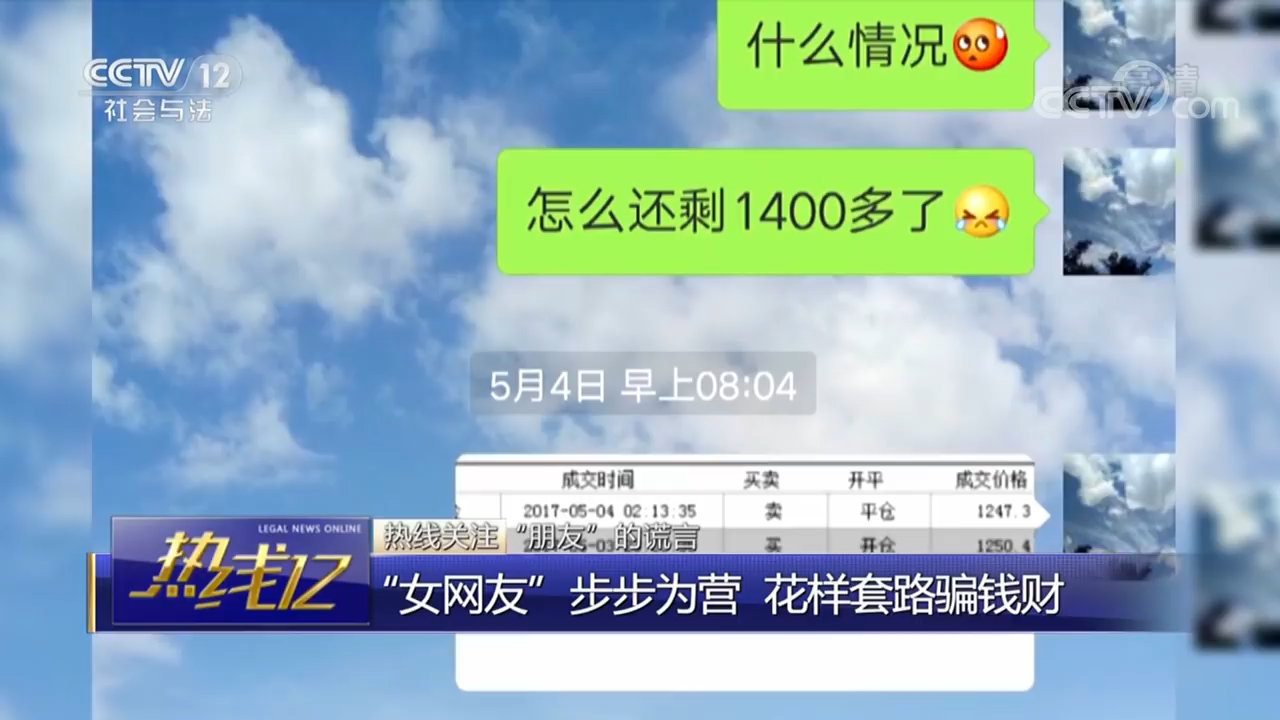 什么情况
CCTV 12
社会与法
高清
CCTV.com
怎么还剩1400多了
5月4日 早上08:04
成交时间 买卖 开平 成交价格
2017-05-04 02:13:35 卖 平仓 1247.3
买 开仓 1250.4
LEGAL NEWS ONLINE
热线12
热线关注 “朋友”的谎言
“女网友”步步为营 花样套路骗钱财